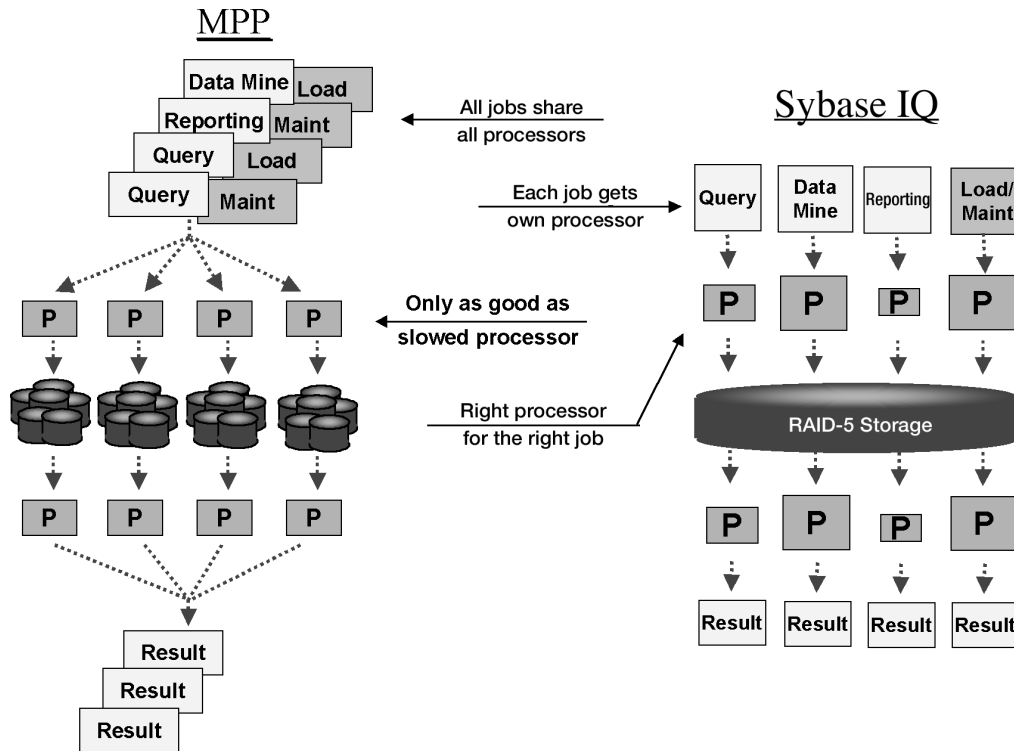 MPP
Data Mine
Load
Reporting
Maint
Query
Load
Query
Maint
All jobs share
all processors
Sybase IQ
Each job gets
own processor
Query
Data
Mine
Reporting
Load/
Maint
P
P
P
P
P
P
P
P
Only as good as
slowed processor
Right processor
for the right job
RAID-5 Storage
P
P
P
P
P
P
P
P
Result
Result
Result
Result
Result
Result
Result